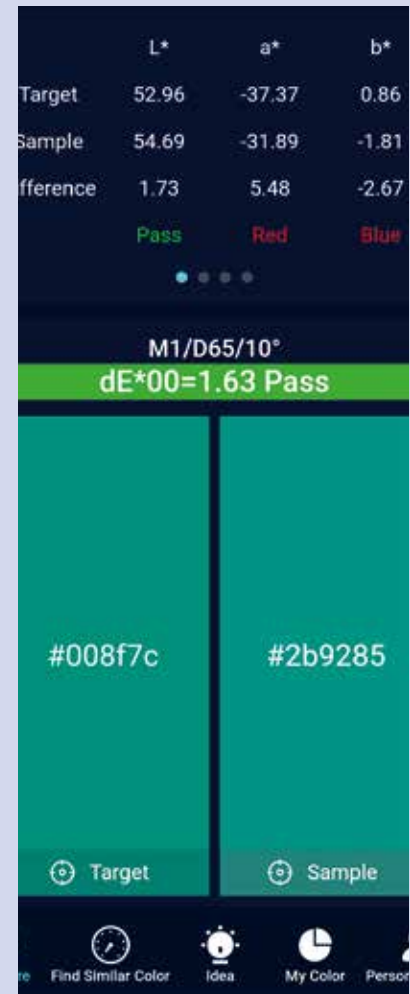 L* a* b*
Target 52.96 -37.37 0.86
Sample 54.69 -31.89 -1.81
fference 1.73 5.48 -2.67
Pass Red Blue
M1/D65/10°
dE*00=1.63 Pass
#008f7c #2b9285
Target Sample
re Find Similar Color Idea My Color Person